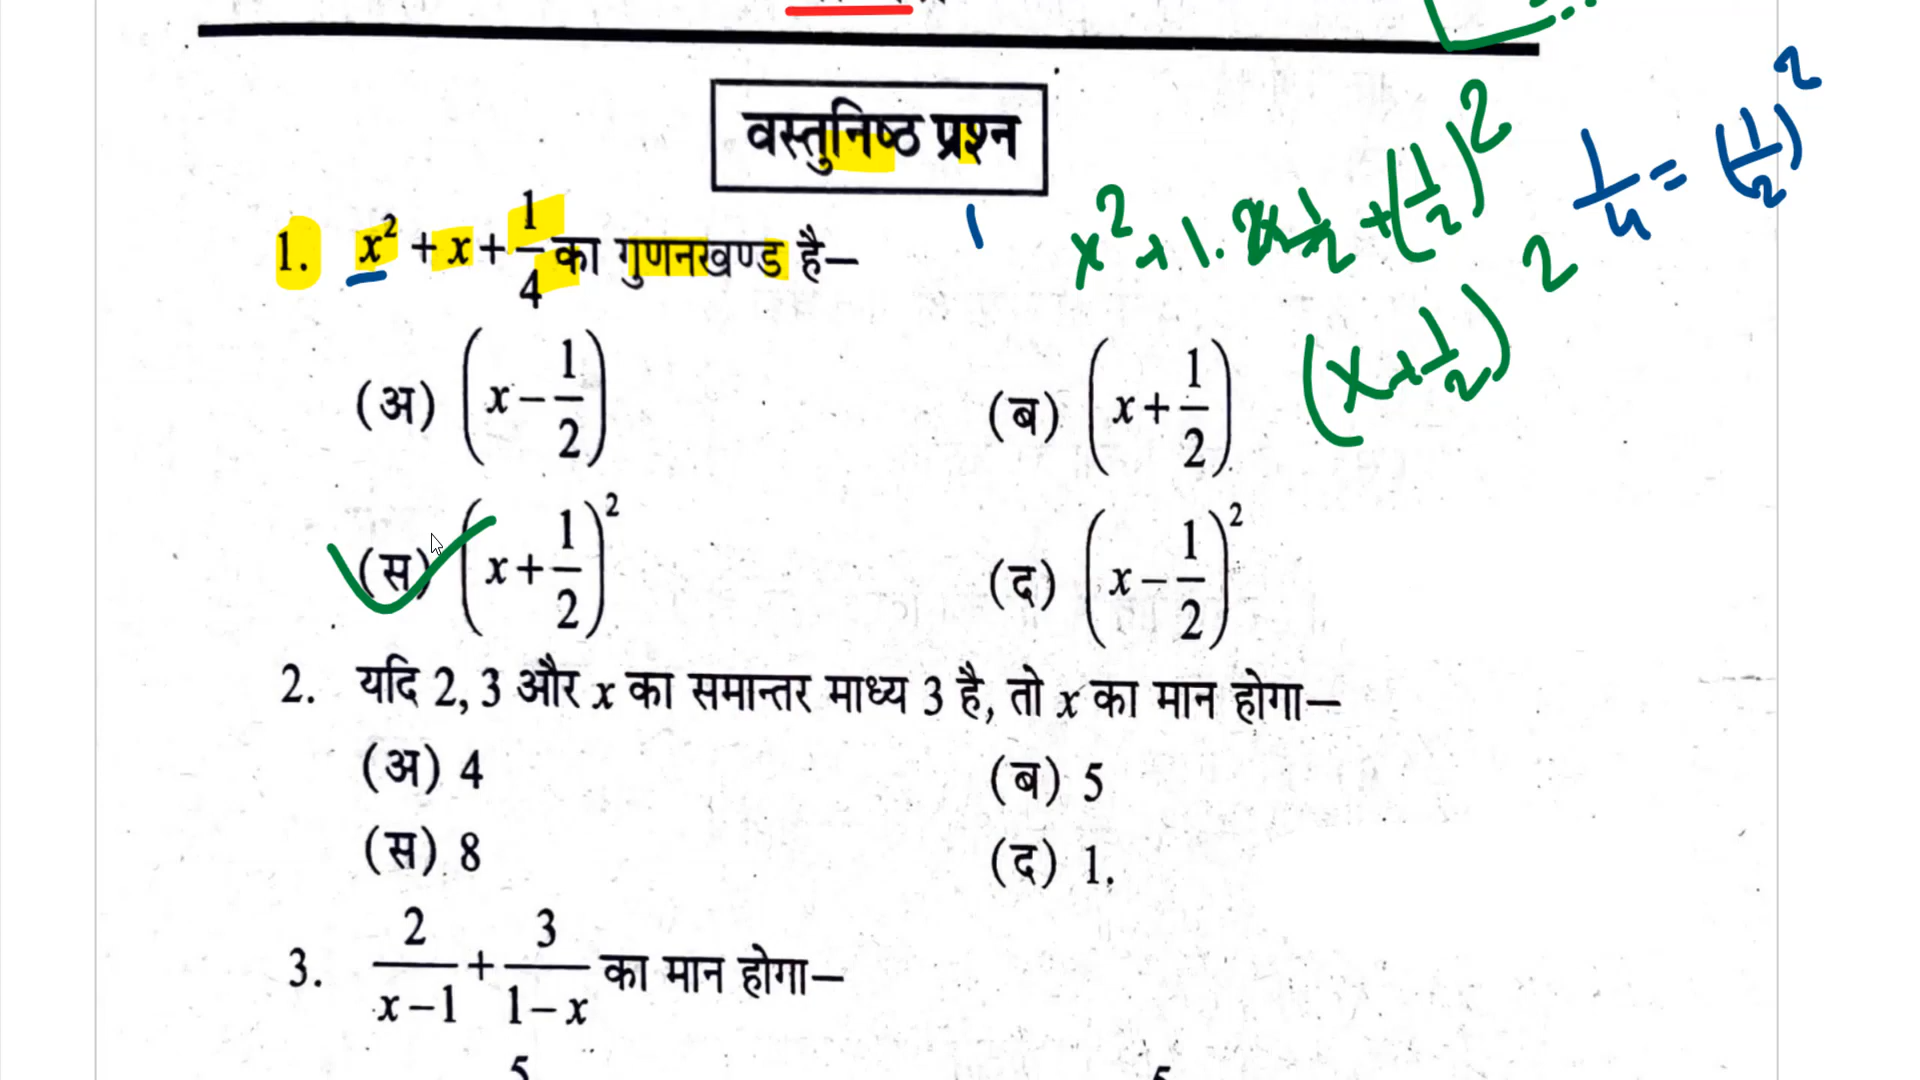 वस्तुनिष्ठ प्रश्न
1. x² + x + 1/4 का गुणनखण्ड है—
(अ) (x − 1/2)
(ब) (x + 1/2)
(स) (x + 1/2)²
(द) (x − 1/2)²
1/4 = (1/2)²
(x + 1/2)²
2. यदि 2, 3 और x का समान्तर माध्य 3 है, तो x का मान होगा—
(अ) 4
(ब) 5
(स) 8
(द) 1.
3. 2/(x−1) + 3/(1−x) का मान होगा—